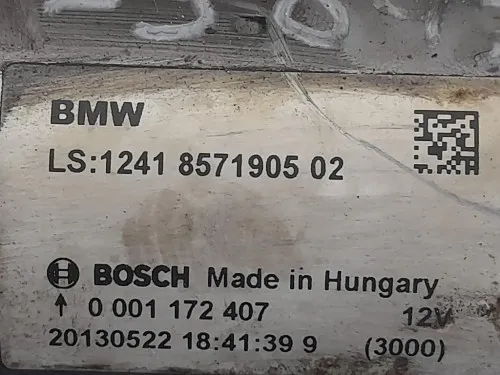 BMW
LS:1241 8571905 02
BOSCH Made in Hungary
↑ 0 001 172 407 12V
20130522 18:41:39 9 (3000)